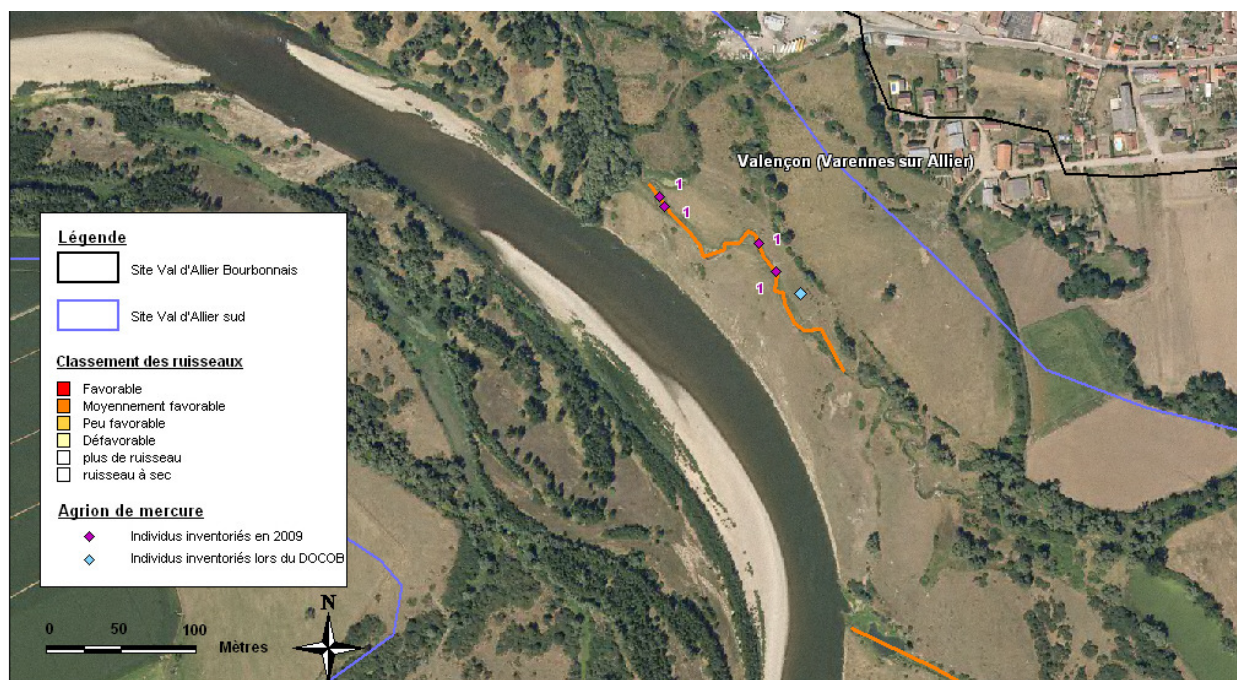 Valençon (Varennes sur Allier)
1
1
1
1
Légende
Site Val d'Allier Bourbonnais
Site Val d'Allier sud
Classement des ruisseaux
Favorable
Moyennement favorable
Peu favorable
Défavorable
plus de ruisseau
ruisseau à sec
Agrion de mercure
Individus inventoriés en 2009
Individus inventoriés lors du DOCOB
0 50 100
Mètres
N